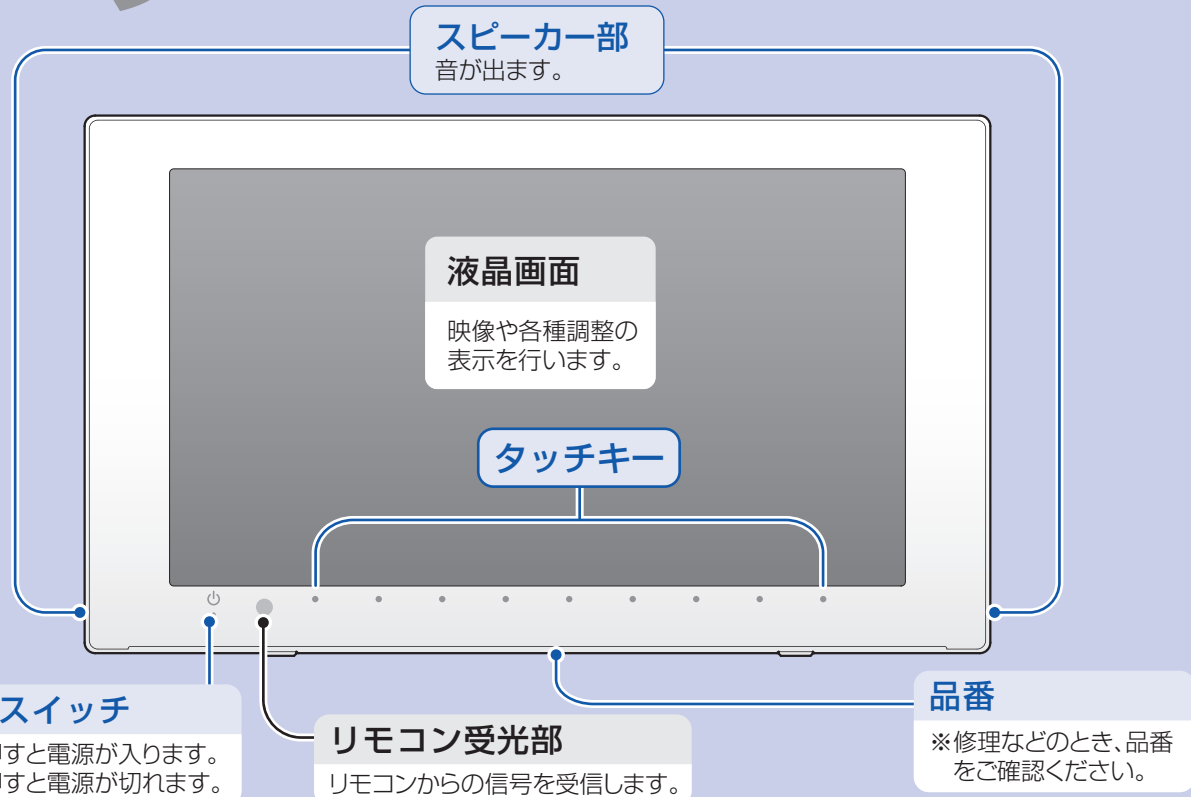 スピーカー部
音が出ます。
液晶画面
映像や各種調整の
表示を行います。
タッチキー
スイッチ
すと電源が入ります。
すと電源が切れます。
リモコン受光部
リモコンからの信号を受信します。
品番
※修理などのとき、品番
をご確認ください。